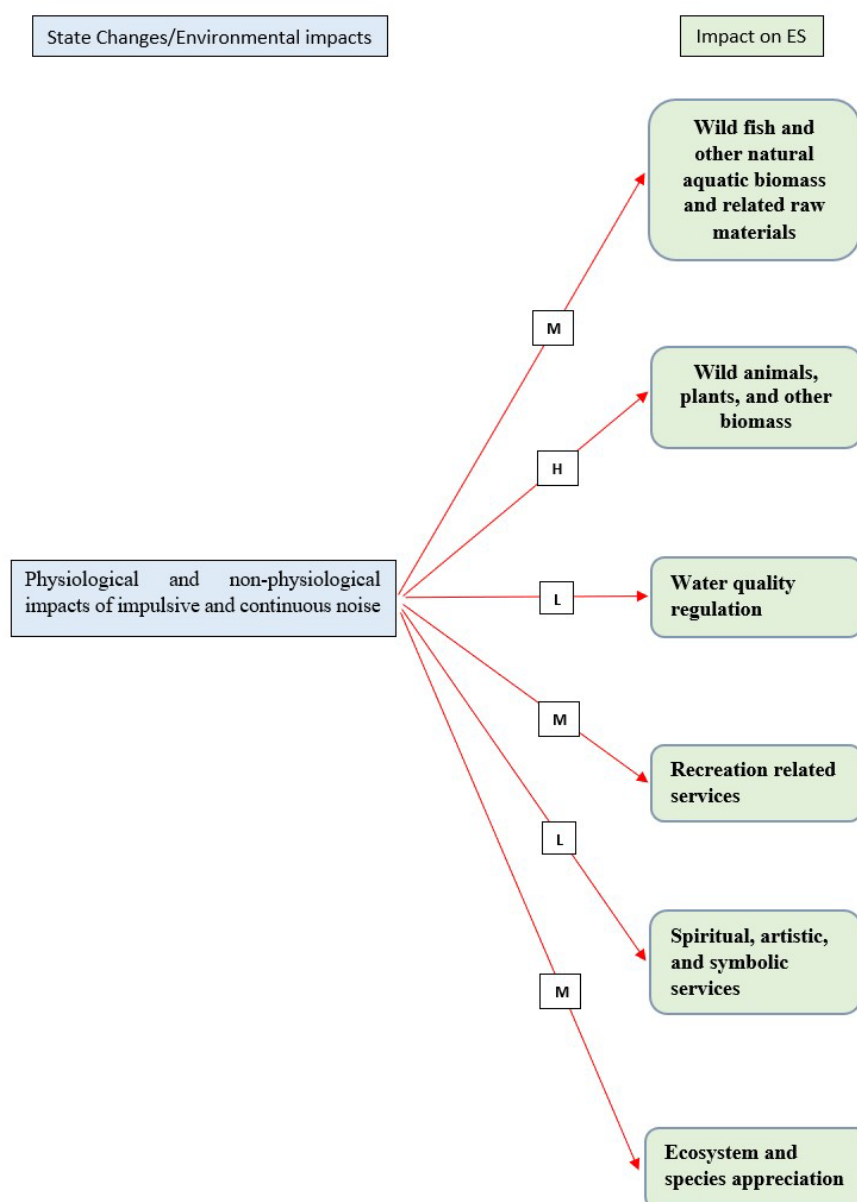 State Changes/Environmental impacts
Impact on ES
Wild fish and
other natural
aquatic biomass
and related raw
materials
M
Wild animals,
plants, and other
biomass
H
Physiological and non-physiological
impacts of impulsive and continuous noise
L
Water quality
regulation
M
Recreation related
services
L
Spiritual, artistic,
and symbolic
services
M
Ecosystem and
species appreciation